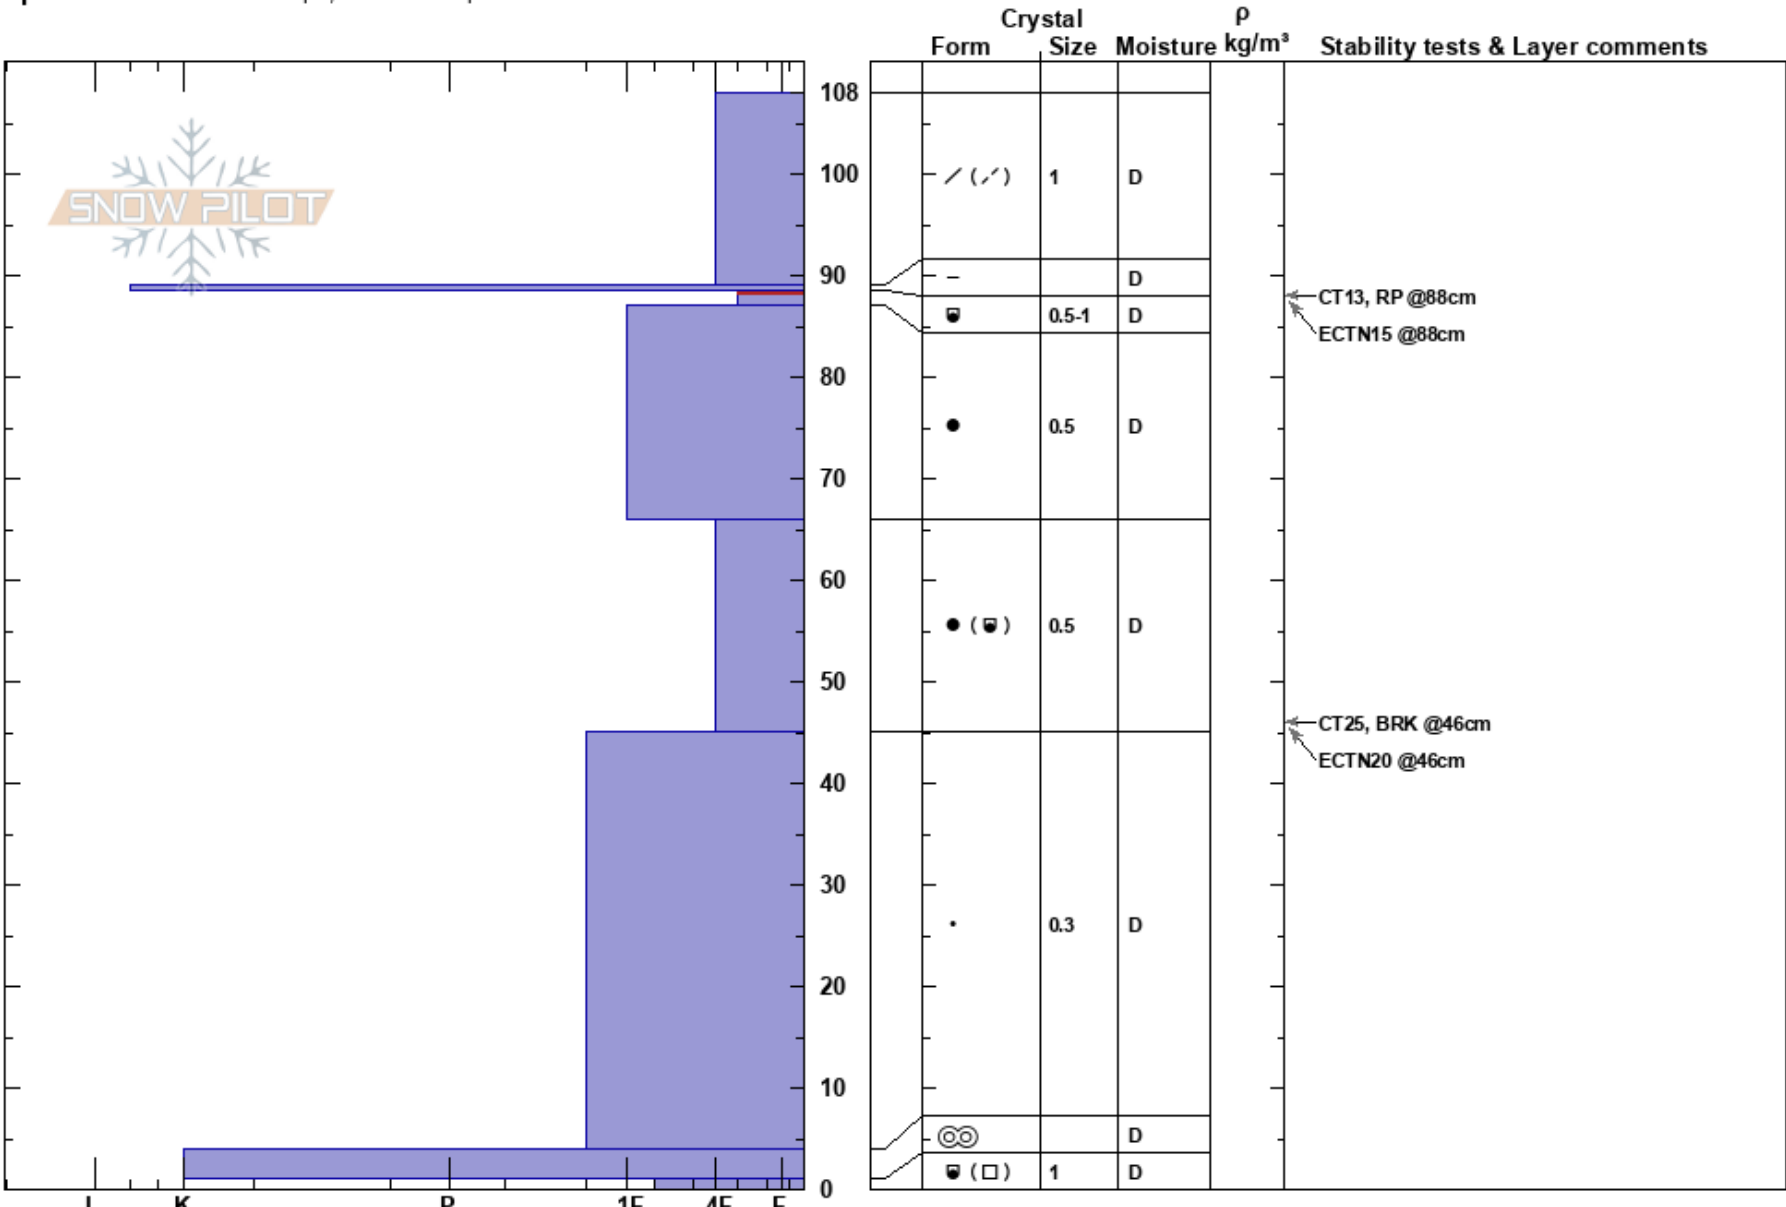 Crystal ρ
Form Size Moisture kg/m³ Stability tests & Layer comments
108
SNOW PILOT
100
1 D
90
D
CT13, RP @88cm
0.5-1 D
ECTN15 @88cm
80
0.5 D
70
60
0.5 D
50
CT25, BRK @46cm
ECTN20 @46cm
40
30
0.3 D
20
10
D
1 D
0
I K P 1F 4F F